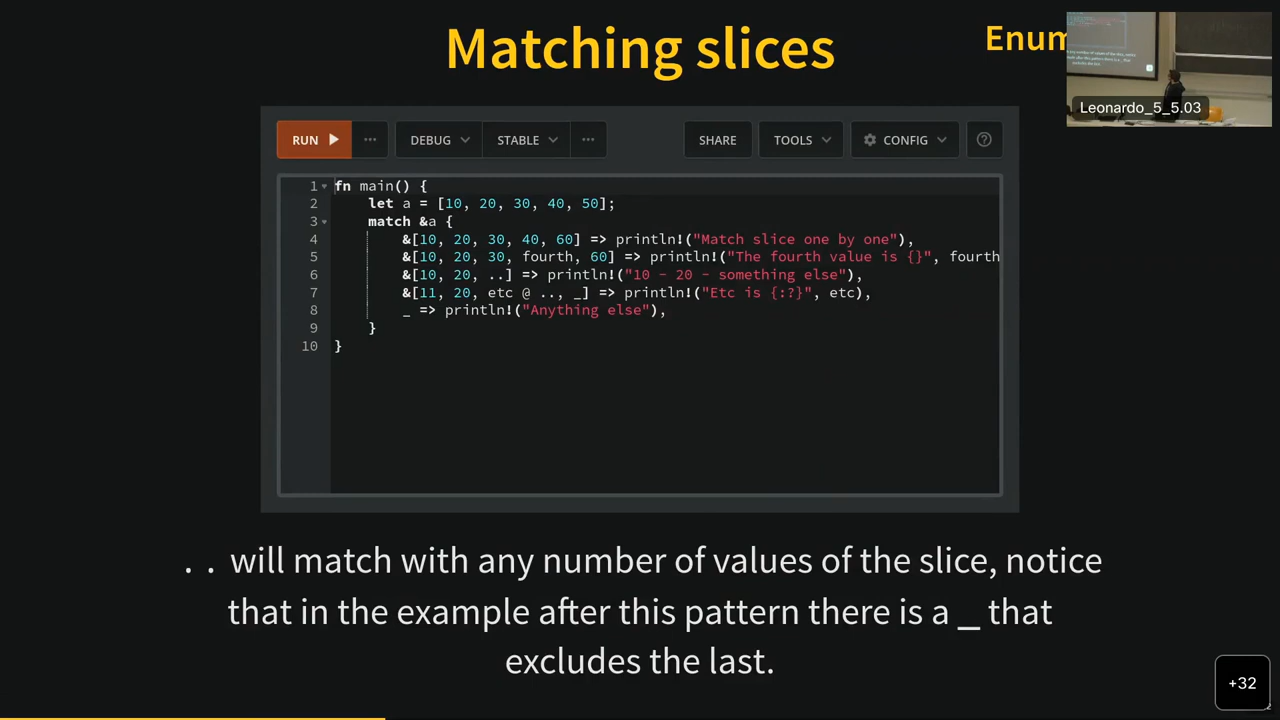 Matching slices
Enum
Leonardo_5_5.03
RUN
DEBUG
STABLE
SHARE
TOOLS
CONFIG
1 fn main() {
2 let a = [10, 20, 30, 40, 50];
3 match &a {
4 &[10, 20, 30, 40, 60] => println!("Match slice one by one"),
5 &[10, 20, 30, fourth, 60] => println!("The fourth value is {}", fourth
6 &[10, 20, ..] => println!("10 - 20 - something else"),
7 &[11, 20, etc @ .., _] => println!("Etc is {:?}", etc),
8 _ => println!("Anything else"),
9 }
10 }
.. will match with any number of values of the slice, notice
that in the example after this pattern there is a _ that
excludes the last.
+32